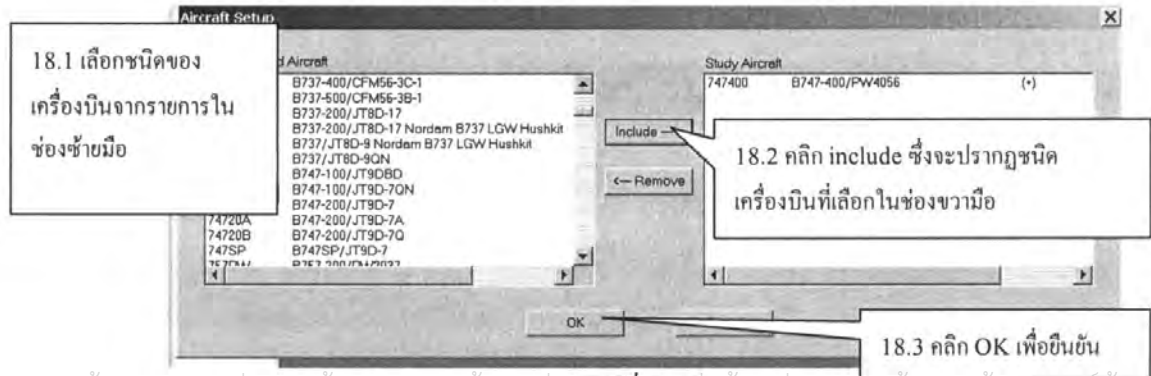 Aircraft Setup
18.1 เลือกชนิดของ
เครื่องบินจากรายการใน
ช่องซ้ายมือ
Aircraft
B737-400/CFM56-3C-1
B737-500/CFM56-3B-1
B737-200/JT8D-17
B737-200/JT8D-17 Nordam B737 LGW Hushkit
B737/JT8D-9 Nordam B737 LGW Hushkit
B737/JT8D-9QN
B747-100/JT9DBD
B747-100/JT9D-7QN
B747-200/JT9D-7
74720A B747-200/JT9D-7A
74720B B747-200/JT9D-7Q
747SP B747SP/JT9D-7
757PW B757-200/PW2037
Include
<-- Remove
Study Aircraft
747400 B747-400/PW4056 (*)
18.2 คลิก include ซึ่งจะปรากฏชนิด
เครื่องบินที่เลือกในช่องขวามือ
OK
18.3 คลิก OK เพื่อยืนยัน